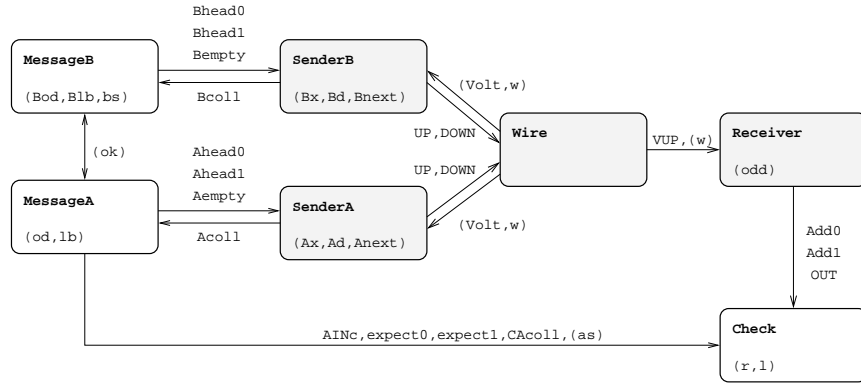 Bhead0
Bhead1
Bempty
MessageB
(Bod,Blb,bs)
Bcoll
SenderB
(Bx,Bd,Bnext)
(Volt,w)
UP,DOWN
Wire
VUP,(w)
Receiver
(odd)
(ok)
Ahead0
Ahead1
Aempty
MessageA
(od,lb)
Acoll
SenderA
(Ax,Ad,Anext)
UP,DOWN
(Volt,w)
Add0
Add1
OUT
AINc,expect0,expect1,CAcoll,(as)
Check
(r,l)